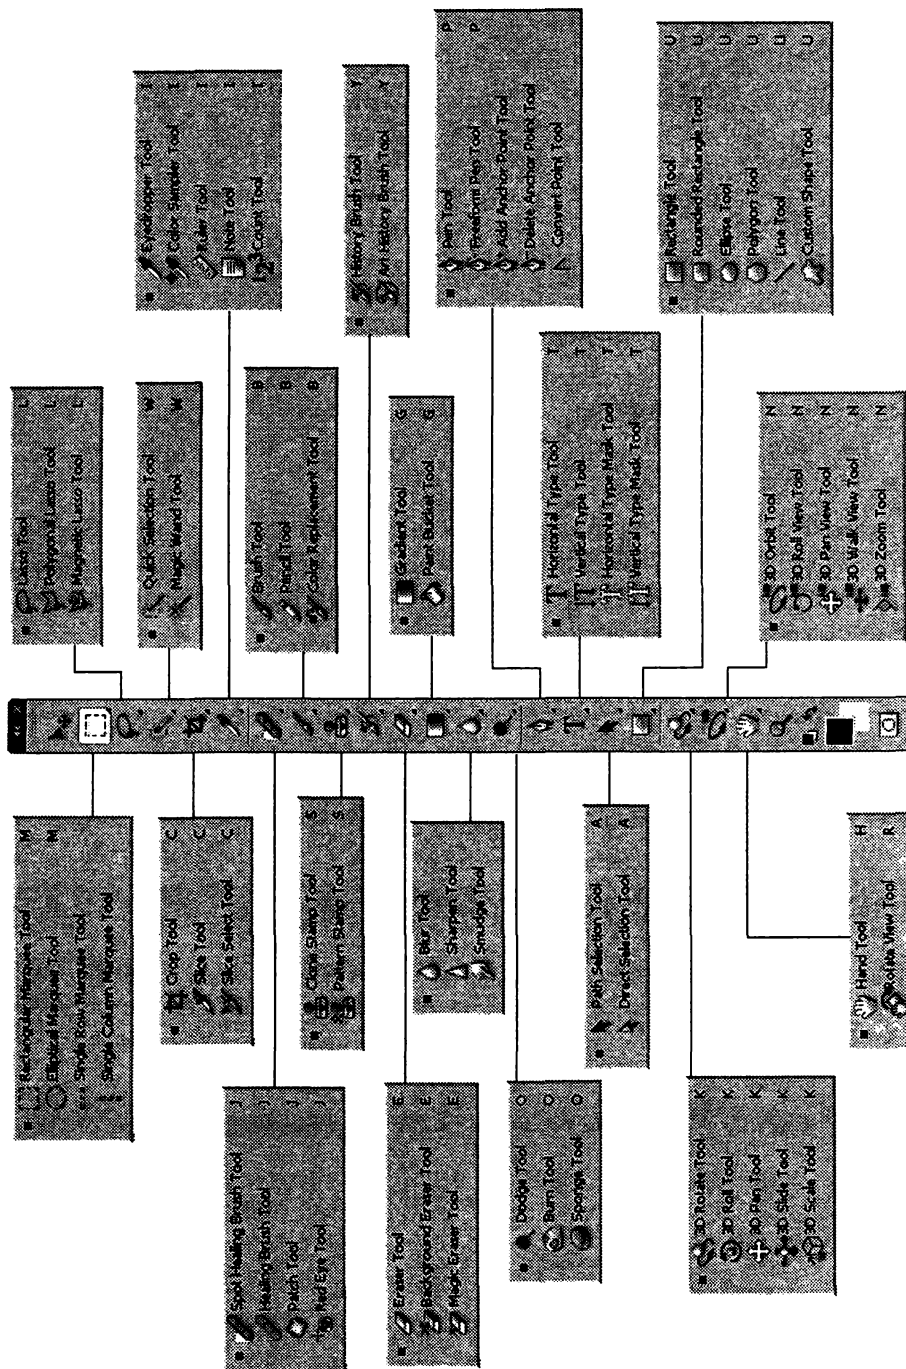 Rectangular Marquee Tool M
Elliptical Marquee Tool M
Single Row Marquee Tool
Single Column Marquee Tool
Crop Tool C
Slice Tool C
Slice Select Tool C
Spot Healing Brush Tool J
Healing Brush Tool J
Patch Tool J
Red Eye Tool J
Clone Stamp Tool S
Pattern Stamp Tool S
Eraser Tool E
Background Eraser Tool E
Magic Eraser Tool E
Blur Tool
Sharpen Tool
Smudge Tool
Dodge Tool O
Burn Tool O
Sponge Tool O
Path Selection Tool A
Direct Selection Tool A
3D Rotate Tool K
3D Roll Tool K
3D Pan Tool K
3D Slide Tool K
3D Scale Tool K
Hand Tool H
Rotate View Tool R
Lasso Tool L
Polygonal Lasso Tool L
Magnetic Lasso Tool L
Quick Selection Tool W
Magic Wand Tool W
Eyedropper Tool I
Color Sampler Tool I
Ruler Tool I
Note Tool I
Count Tool I
Brush Tool B
Pencil Tool B
Color Replacement Tool B
History Brush Tool Y
Art History Brush Tool Y
Gradient Tool G
Paint Bucket Tool G
Pen Tool P
Freeform Pen Tool P
Add Anchor Point Tool
Delete Anchor Point Tool
Convert Point Tool
Horizontal Type Tool T
Vertical Type Tool T
Horizontal Type Mask Tool T
Vertical Type Mask Tool T
Rectangle Tool U
Rounded Rectangle Tool U
Ellipse Tool U
Polygon Tool U
Line Tool U
Custom Shape Tool U
3D Orbit Tool N
3D Roll View Tool N
3D Pan View Tool N
3D Walk View Tool N
3D Zoom Tool N